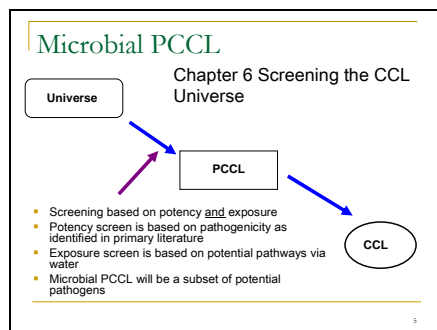 Microbial PCCL
Chapter 6 Screening the CCL
Universe
Universe
PCCL
CCL
Screening based on potency and exposure
Potency screen is based on pathogenicity as
identified in primary literature
Exposure screen is based on potential pathways via
water
Microbial PCCL will be a subset of potential
pathogens
5